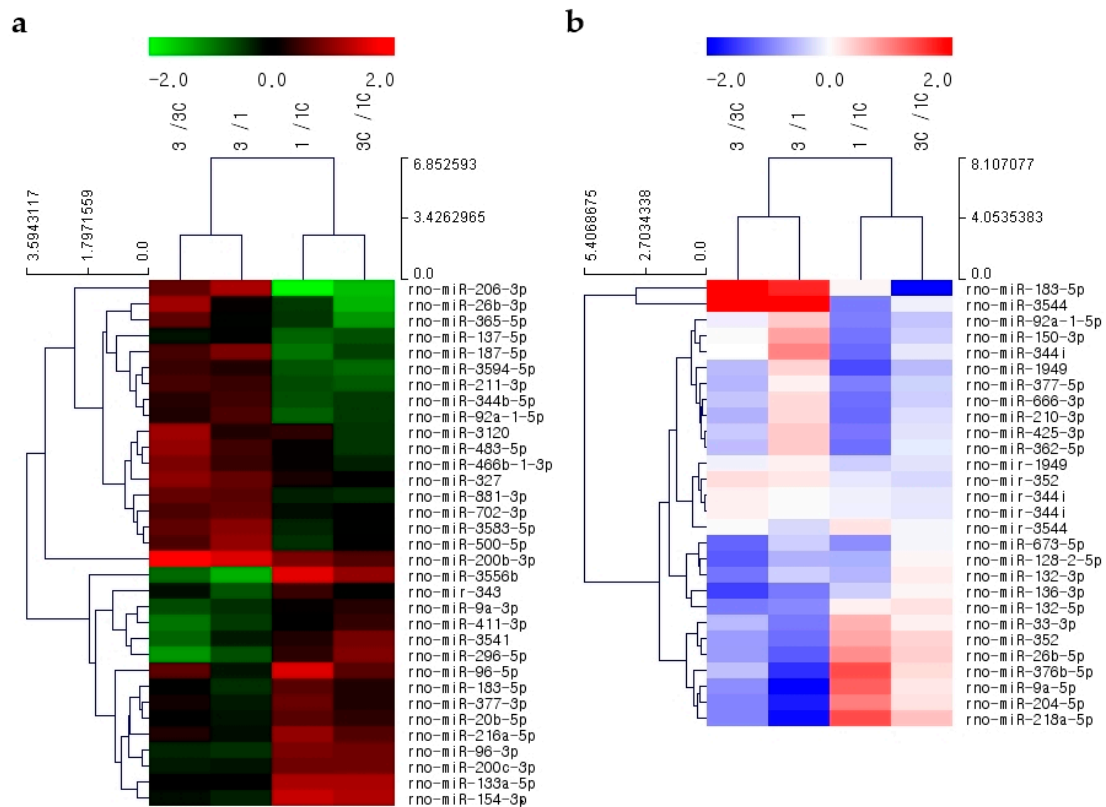 a
-2.0 0.0 2.0
3 /3C
3 /1
1 /1C
3C /1C
6.852593
3.4262965
0.0
3.5943117
1.7971559
0.0
rno-miR-206-3p
rno-miR-26b-3p
rno-miR-365-5p
rno-miR-137-5p
rno-miR-187-5p
rno-miR-3594-5p
rno-miR-211-3p
rno-miR-344b-5p
rno-miR-92a-1-5p
rno-miR-3120
rno-miR-483-5p
rno-miR-466b-1-3p
rno-miR-327
rno-miR-881-3p
rno-miR-702-3p
rno-miR-3583-5p
rno-miR-500-5p
rno-miR-200b-3p
rno-miR-3556b
rno-mir-343
rno-miR-9a-3p
rno-miR-411-3p
rno-miR-3541
rno-miR-296-5p
rno-miR-96-5p
rno-miR-183-5p
rno-miR-377-3p
rno-miR-20b-5p
rno-miR-216a-5p
rno-miR-96-3p
rno-miR-200c-3p
rno-miR-133a-5p
rno-miR-154-3p
b
-2.0 0.0 2.0
3 /3C
3 /1
1 /1C
3C /1C
8.107077
4.0535383
0.0
5.4068675
2.7034338
0.0
rno-miR-183-5p
rno-miR-3544
rno-miR-92a-1-5p
rno-miR-150-3p
rno-miR-344i
rno-miR-1949
rno-miR-377-5p
rno-miR-666-3p
rno-miR-210-3p
rno-miR-425-3p
rno-miR-362-5p
rno-mir-1949
rno-mir-352
rno-mir-344i
rno-mir-344i
rno-mir-3544
rno-miR-673-5p
rno-miR-128-2-5p
rno-miR-132-3p
rno-miR-136-3p
rno-miR-132-5p
rno-miR-33-3p
rno-miR-352
rno-miR-26b-5p
rno-miR-376b-5p
rno-miR-9a-5p
rno-miR-204-5p
rno-miR-218a-5p